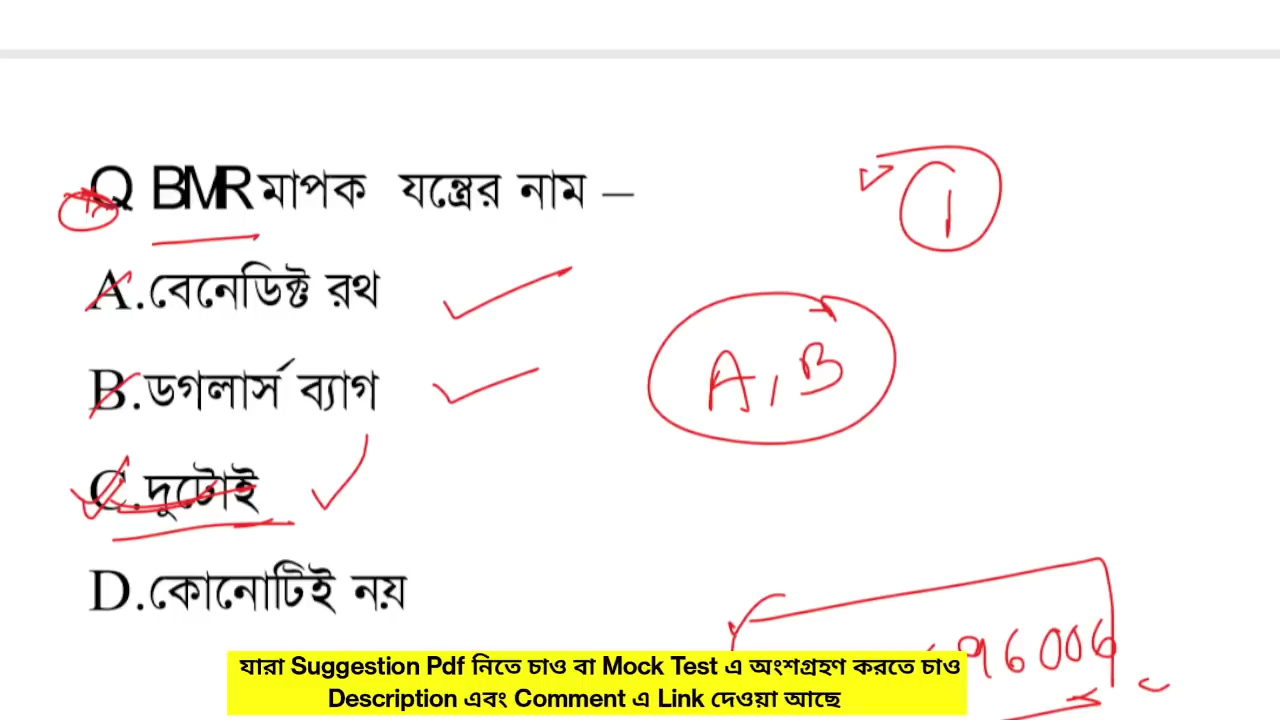 Q BMR মাপক যন্ত্রের নাম –
1
A.বেনেডিক্ট রথ
B.ডগলার্স ব্যাগ
A, B
C.দুটোই
D.কোনোটিই নয়
96006
যারা Suggestion Pdf নিতে চাও বা Mock Test এ অংশগ্রহণ করতে চাও
Description এবং Comment এ Link দেওয়া আছে